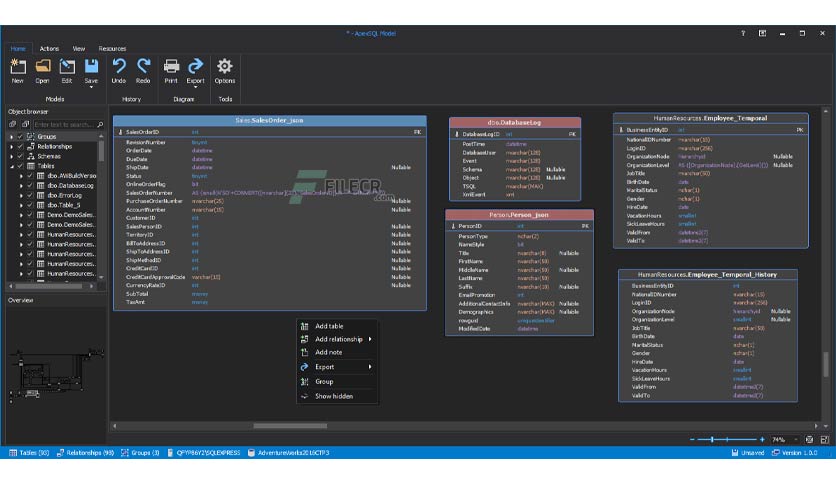 * - ApexSQL Model
Home Actions View Resources
New Open Edit Save Undo Redo Print Export Options
Models History Diagram Tools
Object browser
Enter text to search...
Groups
Relationships
Schemas
Tables
dbo.AWBuildVerso
dbo.DatabaseLog
dbo.ErrorLog
dbo.Table_5
Demo.DemoSales
Demo.DemoSales
HumanResources.
HumanResources.
HumanResources.
HumanResources.
Overview
Sales.SalesOrder_json
SalesOrderID int PK
RevisionNumber tinyint
OrderDate datetime
DueDate datetime
ShipDate datetime Nullable
Status tinyint
OnlineOrderFlag bit
SalesOrderNumber
PurchaseOrderNumber nvarchar(25) Nullable
AccountNumber nvarchar(15) Nullable
CustomerID int
SalesPersonID int Nullable
TerritoryID int Nullable
BillToAddressID int Nullable
ShipToAddressID int Nullable
ShipMethodID int Nullable
CreditCardID int Nullable
CreditCardApprovalCode varchar(15) Nullable
CurrencyRateID int Nullable
SubTotal money
TaxAmt money
FILECR
.com
Add table
Add relationship
Add note
Export
Group
Show hidden
dbo.DatabaseLog
DatabaseLogID int PK
PostTime datetime
DatabaseUser nvarchar(128)
Event nvarchar(128)
Schema nvarchar(128) Nullable
Object nvarchar(128) Nullable
TSQL nvarchar(MAX)
XmlEvent xml
Person.Person_json
PersonID int PK
PersonType nchar(2)
NameStyle bit
Title nvarchar(8) Nullable
FirstName nvarchar(50)
MiddleName nvarchar(50) Nullable
LastName nvarchar(50)
Suffix nvarchar(10) Nullable
EmailPromotion int
AdditionalContactInfo nvarchar(MAX) Nullable
Demographics nvarchar(MAX) Nullable
rowguid uniqueidentifier
ModifiedDate datetime
HumanResources.Employee_Temporal
BusinessEntityID int PK
NationalIDNumber nvarchar(15)
LoginID nvarchar(256)
OrganizationNode hierarchyid Nullable
OrganizationLevel AS ([OrganizationNode].[GetLevel]()) Nullable
JobTitle nvarchar(50)
BirthDate date
MaritalStatus nchar(1)
Gender nchar(1)
HireDate date
VacationHours smallint
SickLeaveHours smallint
ValidFrom datetime2(7)
ValidTo datetime2(7)
HumanResources.Employee_Temporal_History
BusinessEntityID int
NationalIDNumber nvarchar(15)
LoginID nvarchar(256)
OrganizationNode hierarchyid Nullable
OrganizationLevel smallint Nullable
JobTitle nvarchar(50)
BirthDate date
MaritalStatus nchar(1)
Gender nchar(1)
HireDate date
VacationHours smallint
SickLeaveHours smallint
ValidFrom datetime2(7)
ValidTo datetime2(7)
74%
Tables (93) Relationships (98) Groups (3) QFYP86Y2\SQLEXPRESS AdventureWorks2016CTP3 Unsaved Version 1.0.0